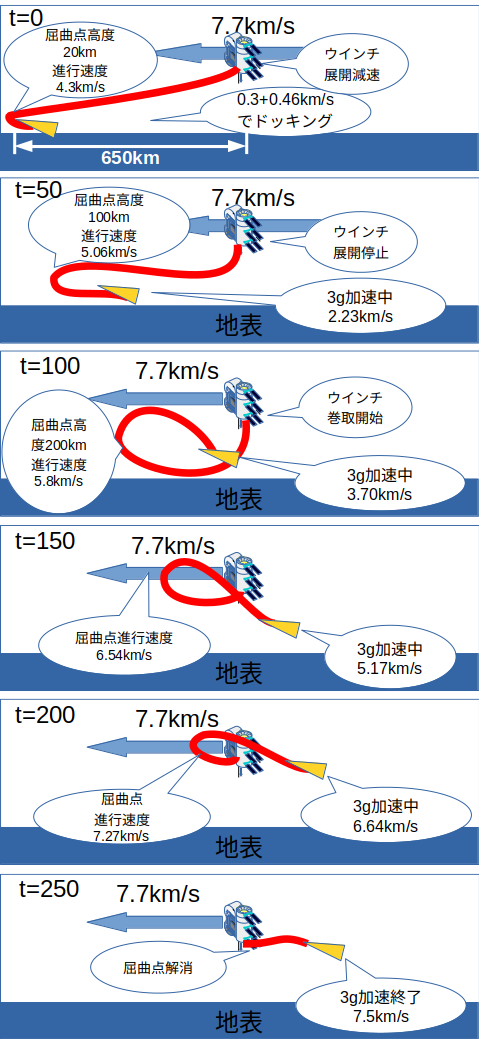 t=0
7.7km/s
屈曲点高度
20km
進行速度
4.3km/s
ウインチ
展開減速
0.3+0.46km/s
でドッキング
650km
t=50
7.7km/s
屈曲点高度
100km
進行速度
5.06km/s
ウインチ
展開停止
3g加速中
2.23km/s
地表
t=100
7.7km/s
屈曲点高
度200km
進行速度
5.8km/s
ウインチ
巻取開始
3g加速中
3.70km/s
地表
t=150
7.7km/s
屈曲点進行速度
6.54km/s
3g加速中
5.17km/s
地表
t=200
7.7km/s
屈曲点
進行速度
7.27km/s
3g加速中
6.64km/s
地表
t=250
7.7km/s
屈曲点解消
3g加速終了
7.5km/s
地表